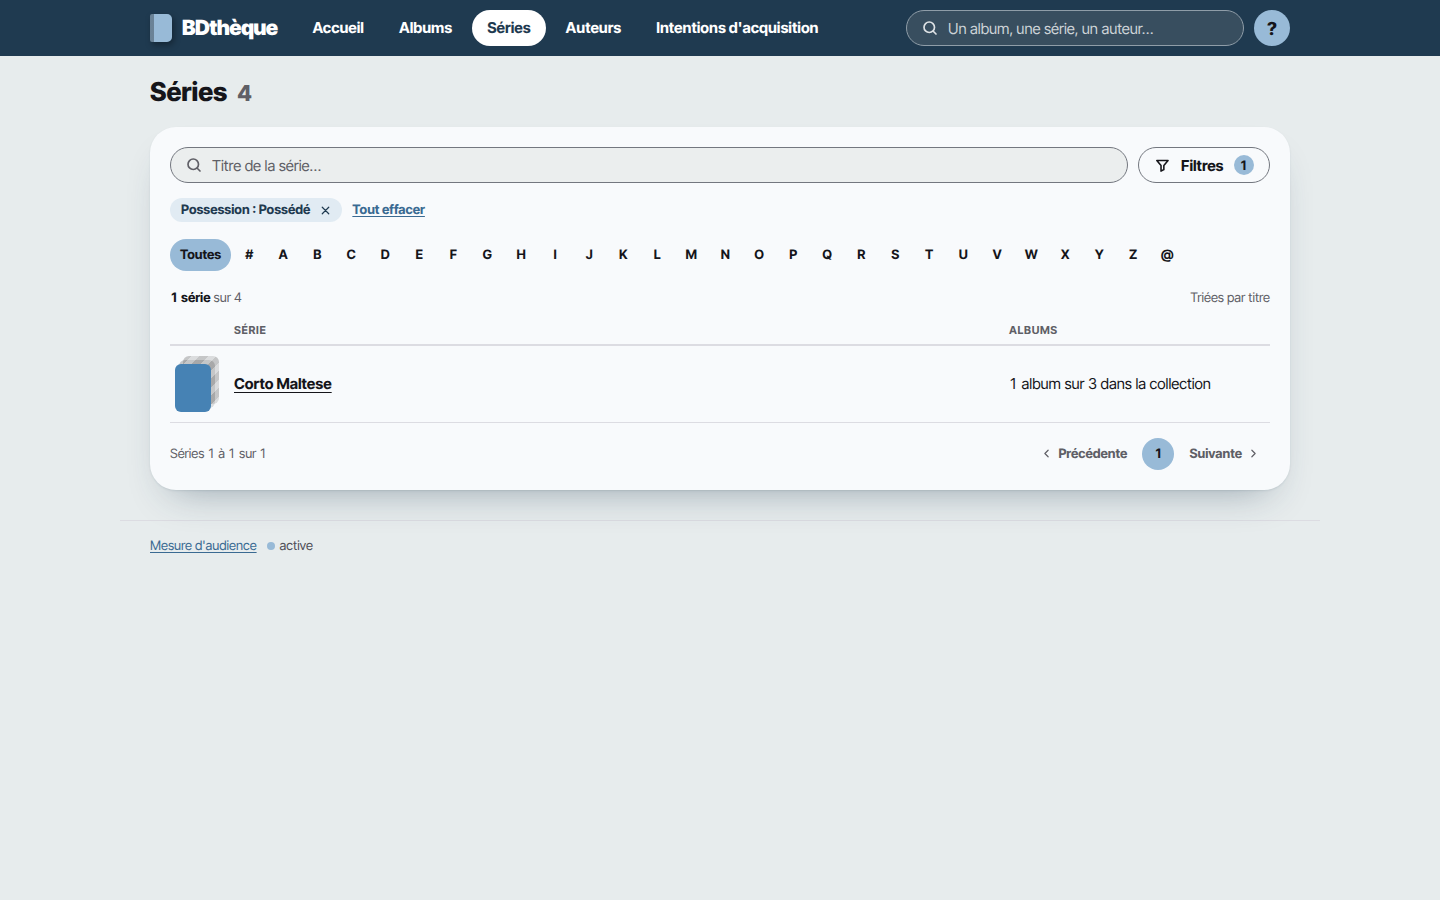 BDthèque Accueil Albums Séries Auteurs Intentions d'acquisition Un album, une série, un auteur... ?
Séries 4
Titre de la série... Filtres 1
Possession : Possédé × Tout effacer
Toutes # A B C D E F G H I J K L M N O P Q R S T U V W X Y Z @
1 série sur 4 Triées par titre
SÉRIE ALBUMS
Corto Maltese 1 album sur 3 dans la collection
Séries 1 à 1 sur 1 Précédente 1 Suivante
Mesure d'audience active